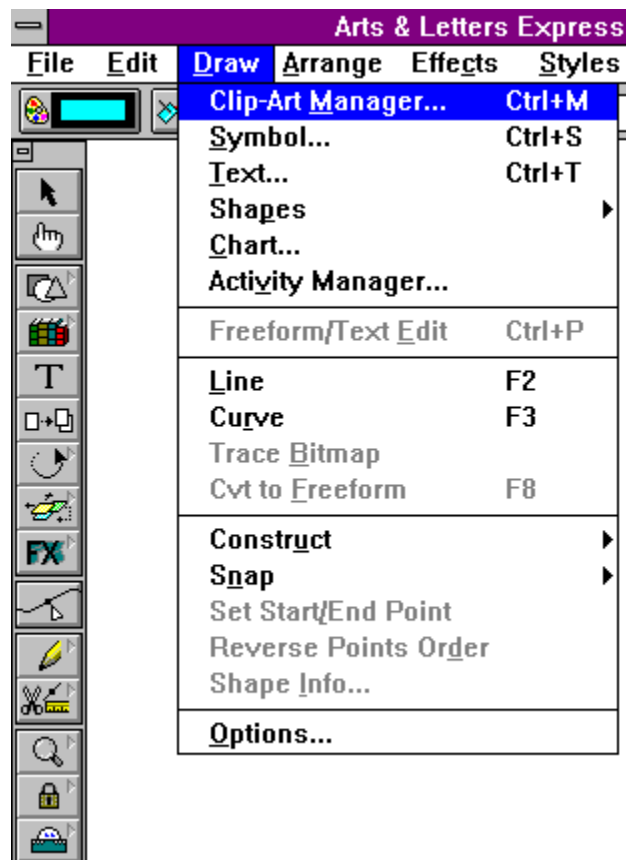 Arts & Letters Express
File Edit Draw Arrange Effects Styles
Clip-Art Manager... Ctrl+M
Symbol... Ctrl+S
Text... Ctrl+T
Shapes
Chart...
Activity Manager...
Freeform/Text Edit Ctrl+P
T
Line F2
Curve F3
Trace Bitmap
Cvt to Freeform F8
FX
Construct
Snap
Set Start/End Point
Reverse Points Order
Shape Info...
Options...